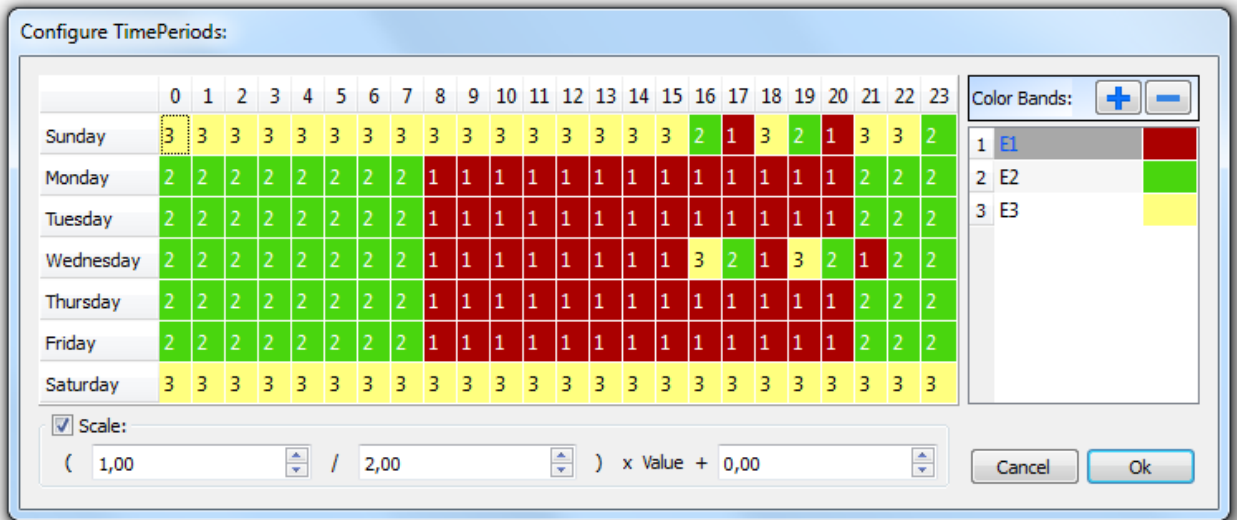 Configure TimePeriods:
0 1 2 3 4 5 6 7 8 9 10 11 12 13 14 15 16 17 18 19 20 21 22 23
Sunday 3 3 3 3 3 3 3 3 3 3 3 3 3 3 3 3 2 1 3 2 1 3 3 2
Monday 2 2 2 2 2 2 2 2 1 1 1 1 1 1 1 1 1 1 1 1 1 2 2 2
Tuesday 2 2 2 2 2 2 2 2 1 1 1 1 1 1 1 1 1 1 1 1 1 2 2 2
Wednesday 2 2 2 2 2 2 2 2 1 1 1 1 1 1 1 1 3 2 1 3 2 1 2 2
Thursday 2 2 2 2 2 2 2 2 1 1 1 1 1 1 1 1 1 1 1 1 1 2 2 2
Friday 2 2 2 2 2 2 2 2 1 1 1 1 1 1 1 1 1 1 1 1 1 2 2 2
Saturday 3 3 3 3 3 3 3 3 3 3 3 3 3 3 3 3 3 3 3 3 3 3 3 3
Color Bands:
1 E1
2 E2
3 E3
Scale:
( 1,00 / 2,00 ) x Value + 0,00
Cancel Ok